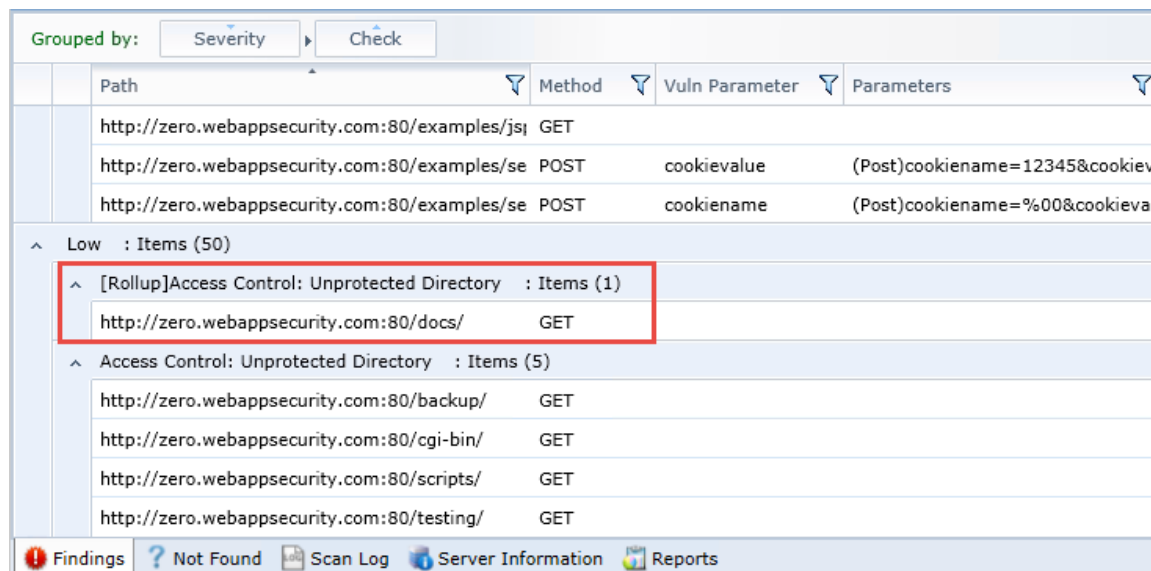 Grouped by: Severity Check
Path Method Vuln Parameter Parameters
http://zero.webappsecurity.com:80/examples/jsp GET
http://zero.webappsecurity.com:80/examples/se POST cookievalue (Post)cookiename=12345&cookiev
http://zero.webappsecurity.com:80/examples/se POST cookiename (Post)cookiename=%00&cookieva
Low : Items (50)
[Rollup]Access Control: Unprotected Directory : Items (1)
http://zero.webappsecurity.com:80/docs/ GET
Access Control: Unprotected Directory : Items (5)
http://zero.webappsecurity.com:80/backup/ GET
http://zero.webappsecurity.com:80/cgi-bin/ GET
http://zero.webappsecurity.com:80/scripts/ GET
http://zero.webappsecurity.com:80/testing/ GET
Findings Not Found Scan Log Server Information Reports